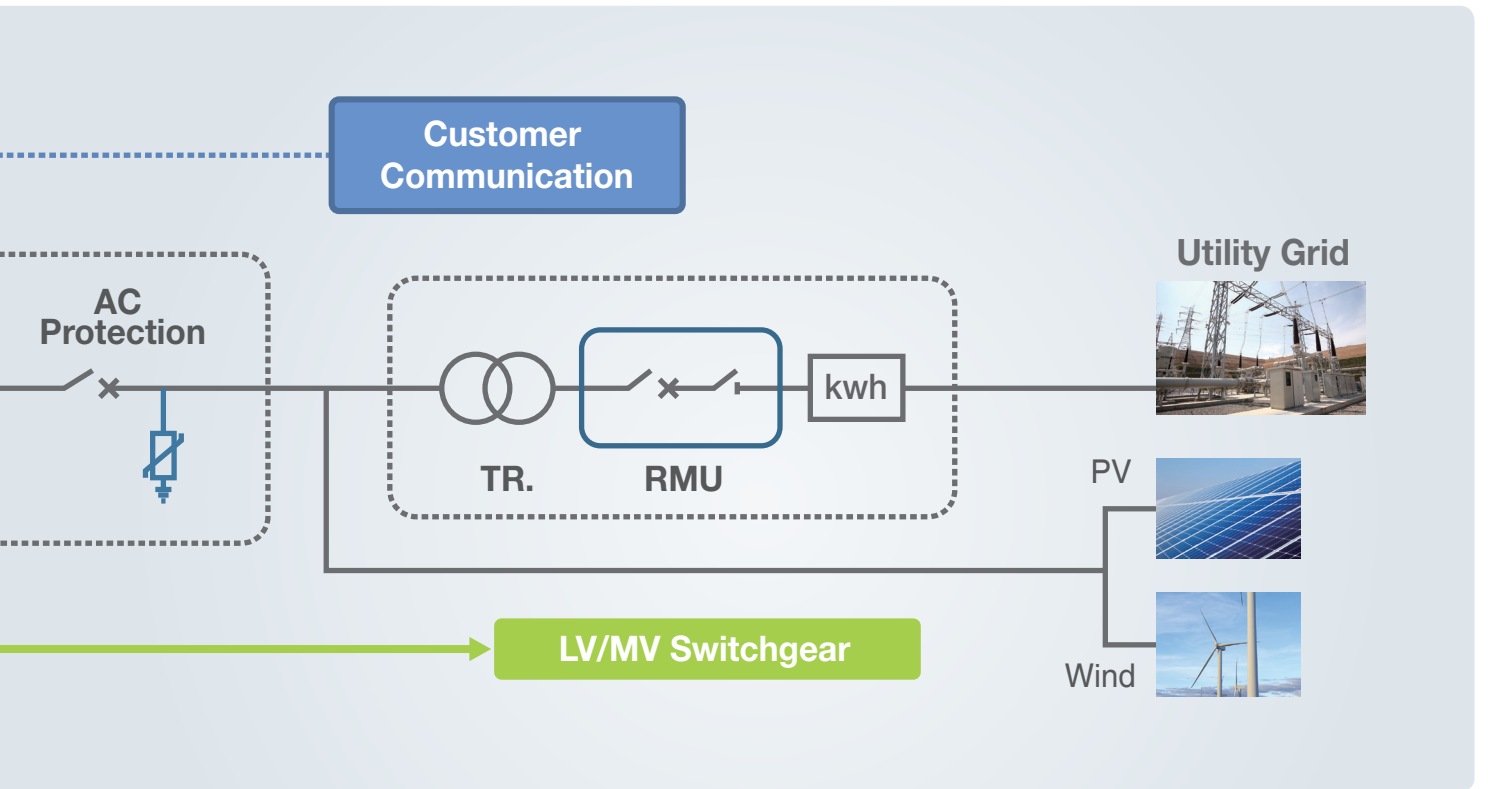 Customer
Communication
Utility Grid
AC
Protection
kwh
TR.
RMU
PV
LV/MV Switchgear
Wind